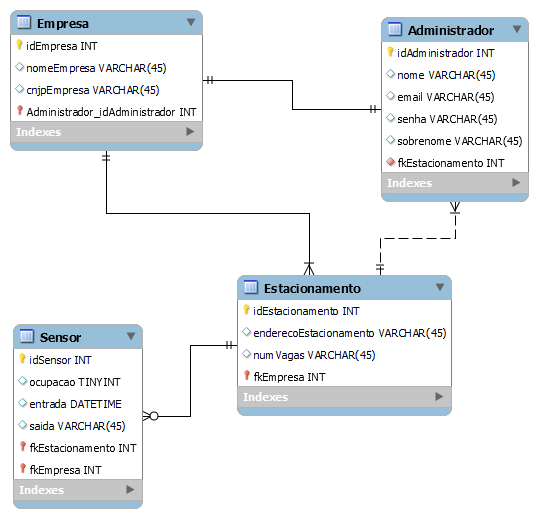 Empresa
idEmpresa INT
nomeEmpresa VARCHAR(45)
cnjpEmpresa VARCHAR(45)
Administrador_idAdministrador INT
Indexes
Administrador
idAdministrador INT
nome VARCHAR(45)
email VARCHAR(45)
senha VARCHAR(45)
sobrenome VARCHAR(45)
fkEstacionamento INT
Indexes
Estacionamento
idEstacionamento INT
enderecoEstacionamento VARCHAR(45)
numVagas VARCHAR(45)
fkEmpresa INT
Indexes
Sensor
idSensor INT
ocupacao TINYINT
entrada DATETIME
saida VARCHAR(45)
fkEstacionamento INT
fkEmpresa INT
Indexes